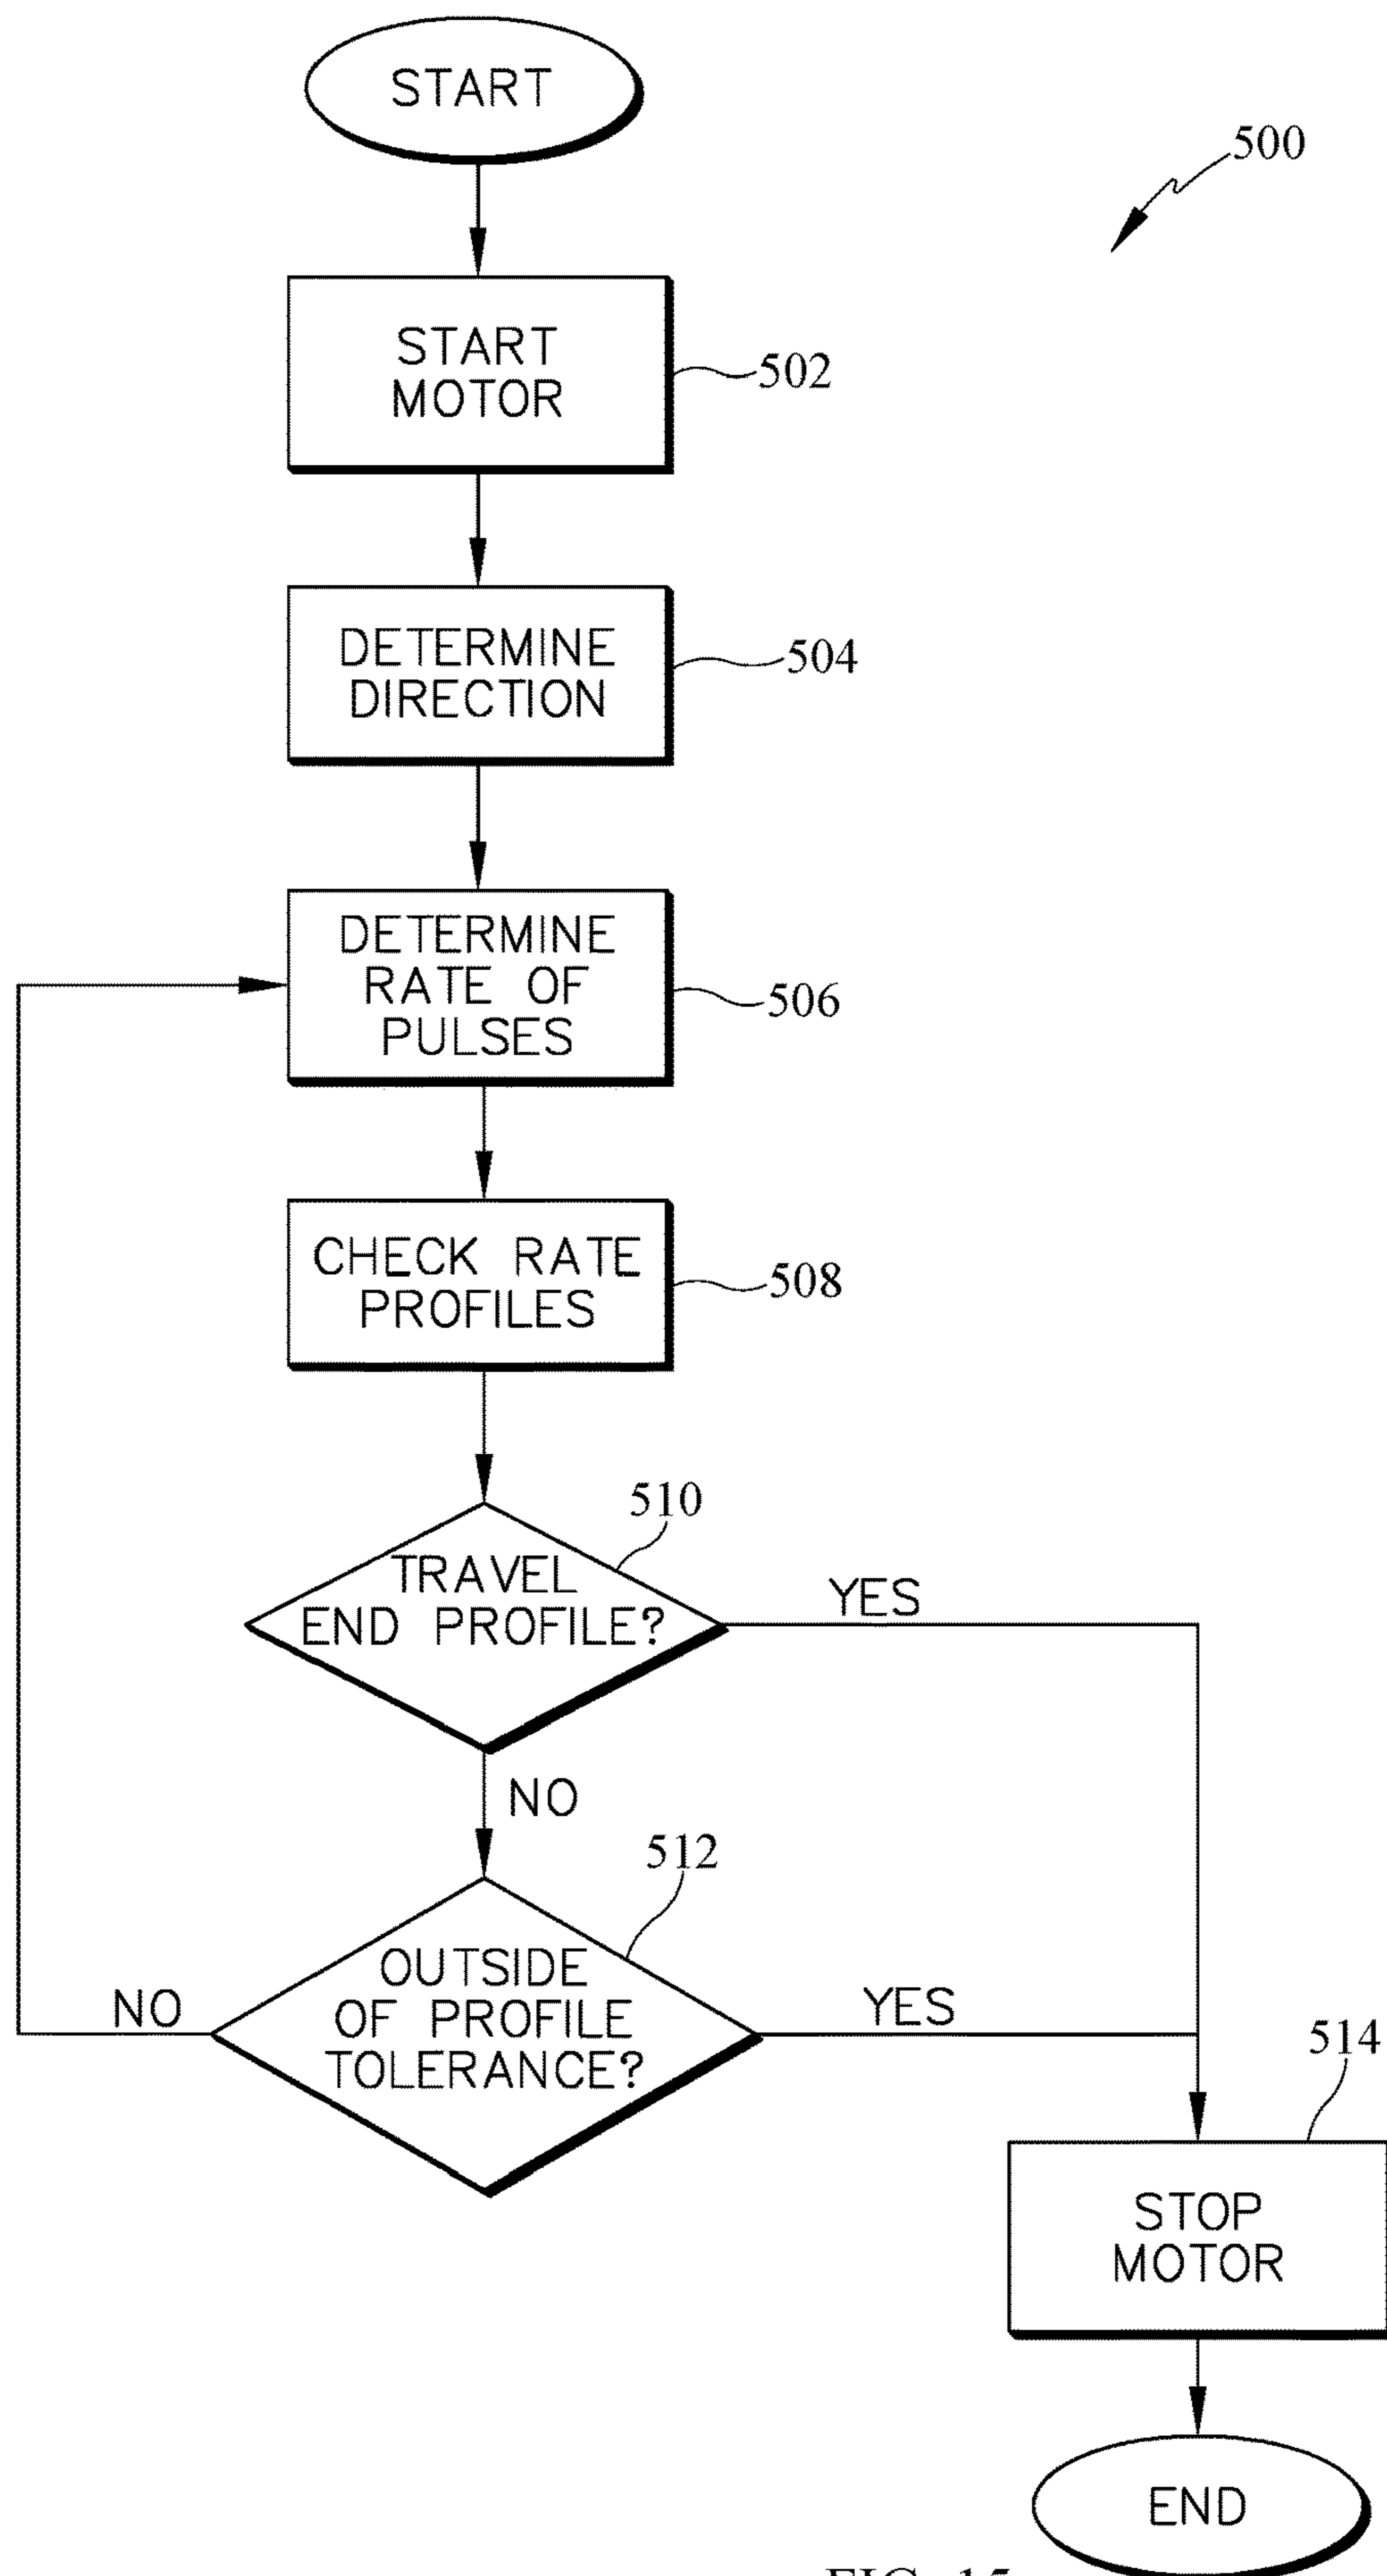 START
500
START
MOTOR
502
DETERMINE
DIRECTION
504
DETERMINE
RATE OF
PULSES
506
CHECK RATE
PROFILES
508
510
TRAVEL
END PROFILE?
YES
NO
512
OUTSIDE
OF PROFILE
TOLERANCE?
NO
YES
514
STOP
MOTOR
END